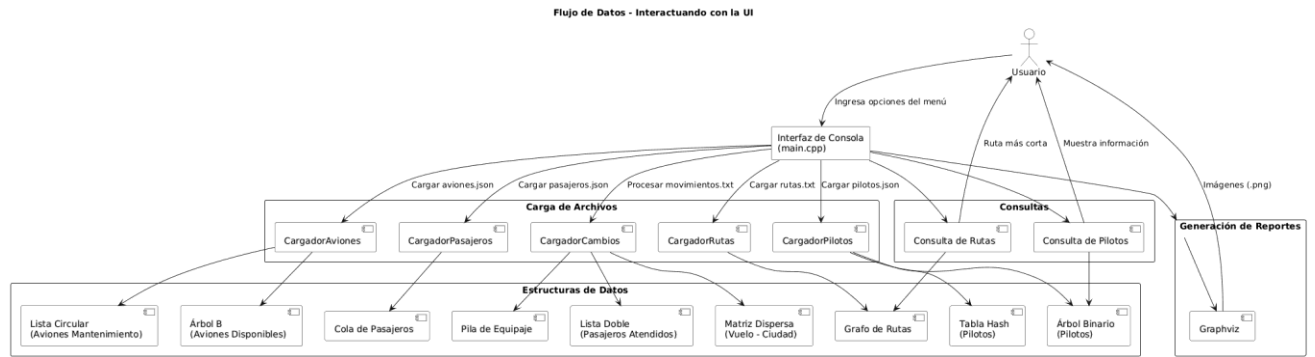 Flujo de Datos - Interactuando con la UI
Usuario
Ingresa opciones del menú
Interfaz de Consola
(main.cpp)
Ruta más corta
Muestra información
Imágenes (.png)
Cargar aviones.json
Cargar pasajeros.json
Procesar movimientos.txt
Cargar rutas.txt
Cargar pilotos.json
Carga de Archivos
Consultas
Generación de Reportes
CargadorAviones
CargadorPasajeros
CargadorCambios
CargadorRutas
CargadorPilotos
Consulta de Rutas
Consulta de Pilotos
Estructuras de Datos
Lista Circular
(Aviones Mantenimiento)
Árbol B
(Aviones Disponibles)
Cola de Pasajeros
Pila de Equipaje
Lista Doble
(Pasajeros Atendidos)
Matriz Dispersa
(Vuelo - Ciudad)
Grafo de Rutas
Tabla Hash
(Pilotos)
Árbol Binario
(Pilotos)
Graphviz